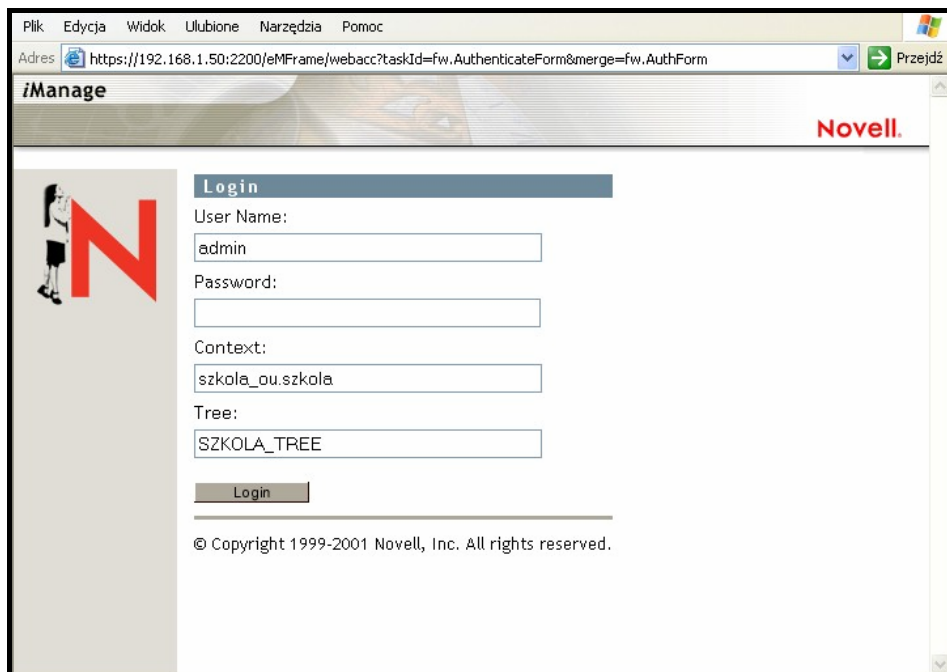 Plik Edycja Widok Ulubione Narzędzia Pomoc
Adres https://192.168.1.50:2200/eMFrame/webacc?taskId=fw.AuthenticateForm&merge=fw.AuthForm Przejdź
iManage
Novell.
N
Login
User Name:
admin
Password:
Context:
szkola_ou.szkola
Tree:
SZKOLA_TREE
Login
© Copyright 1999-2001 Novell, Inc. All rights reserved.